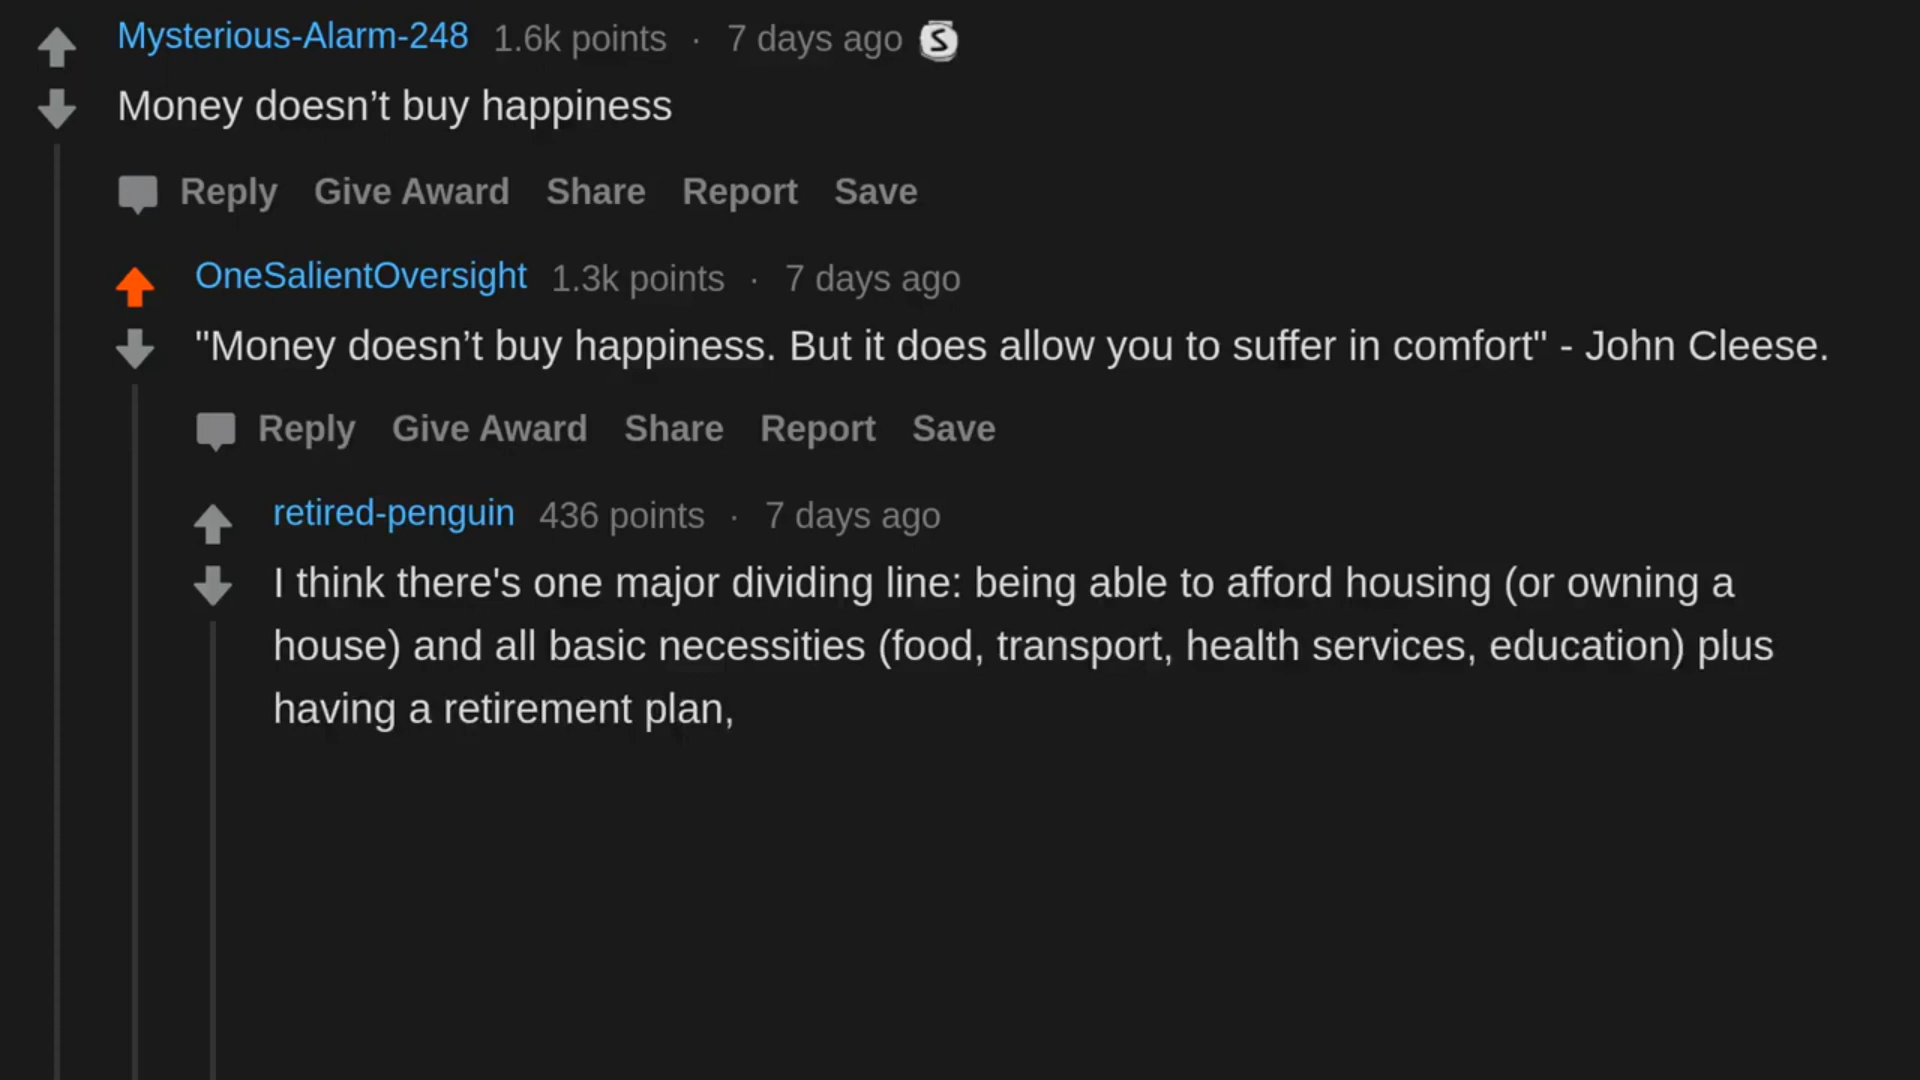 Mysterious-Alarm-248 1.6k points · 7 days ago S
Money doesn’t buy happiness
Reply Give Award Share Report Save
OneSalientOversight 1.3k points · 7 days ago
"Money doesn’t buy happiness. But it does allow you to suffer in comfort" - John Cleese.
Reply Give Award Share Report Save
retired-penguin 436 points · 7 days ago
I think there's one major dividing line: being able to afford housing (or owning a
house) and all basic necessities (food, transport, health services, education) plus
having a retirement plan,